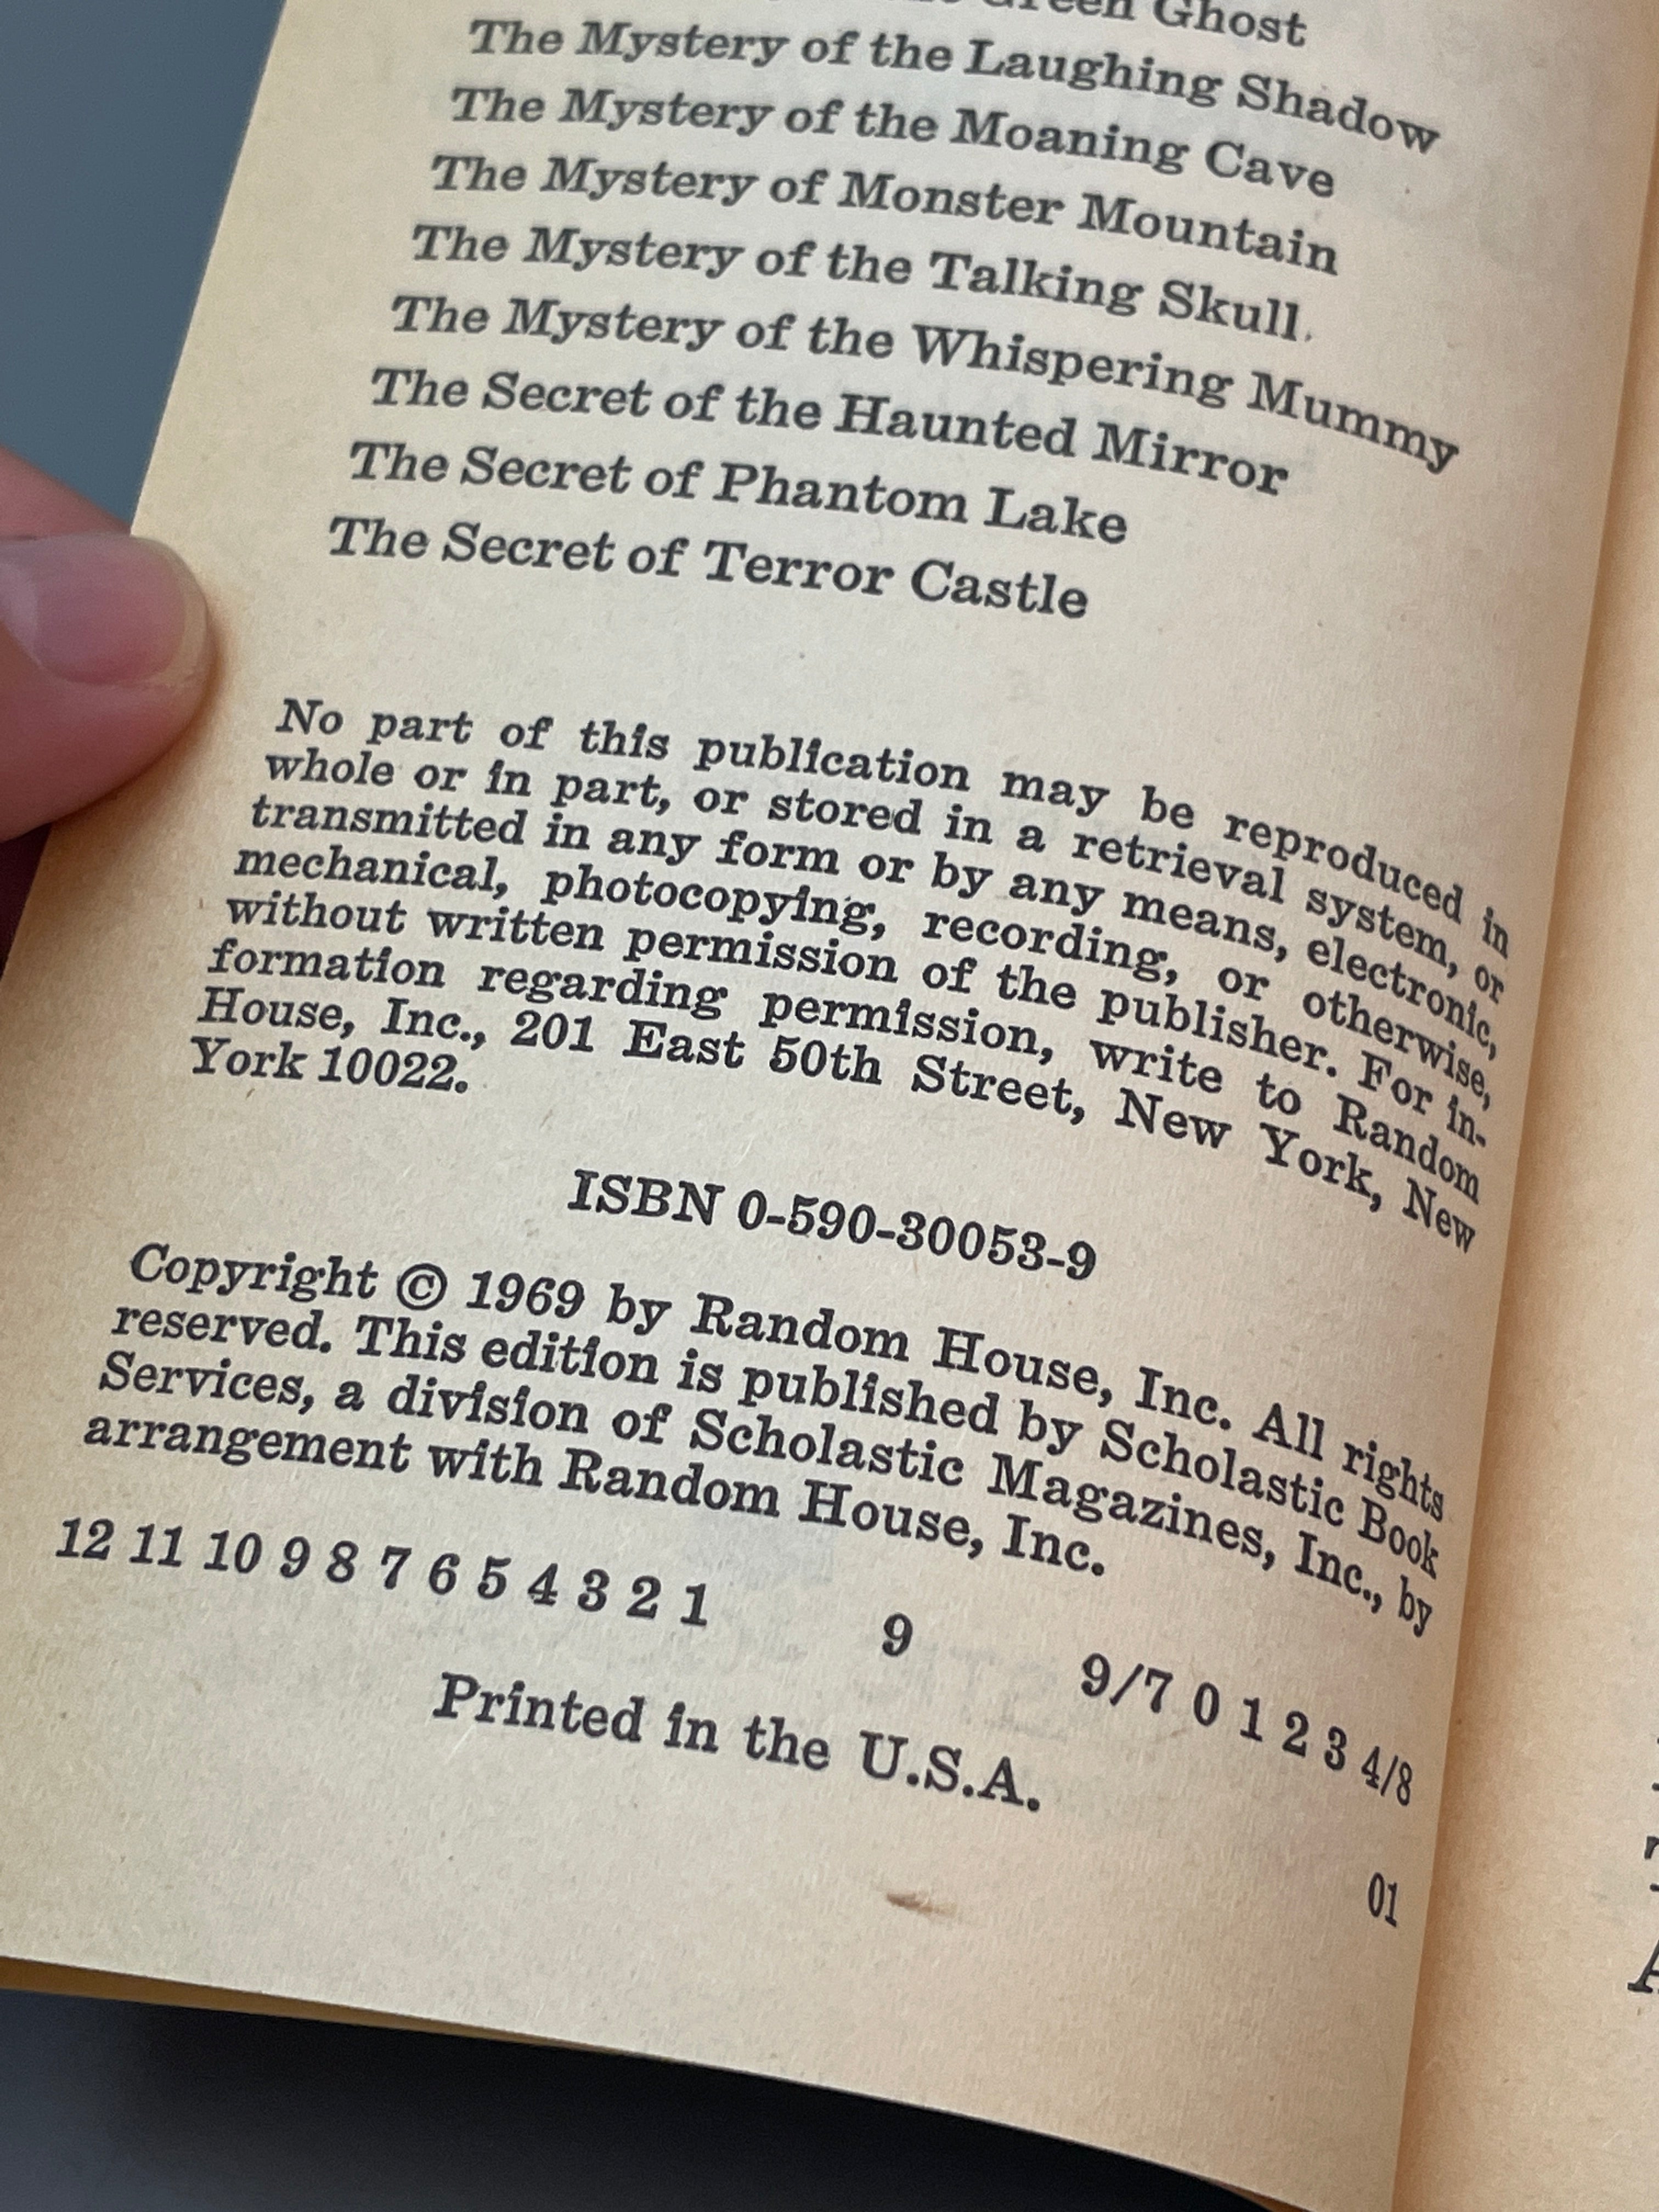 Green Ghost
The Mystery of the Laughing Shadow
The Mystery of the Moaning Cave
The Mystery of Monster Mountain
The Mystery of the Talking Skull
The Mystery of the Whispering Mummy
The Secret of the Haunted Mirror
The Secret of Phantom Lake
The Secret of Terror Castle
No part of this publication may be reproduced in
whole or in part, or stored in a retrieval system, or
transmitted in any form or by any means, electronic,
mechanical, photocopying, recording, or otherwise,
without written permission of the publisher. For in-
formation regarding permission, write to Random
House, Inc., 201 East 50th Street, New York, New
York 10022.
ISBN 0-590-30053-9
Copyright © 1969 by Random House, Inc. All rights
reserved. This edition is published by Scholastic Book
Services, a division of Scholastic Magazines, Inc., by
arrangement with Random House, Inc.
12 11 10 9 8 7 6 5 4 3 2 1 9 9/7 0 1 2 3 4/8
Printed in the U.S.A.
01